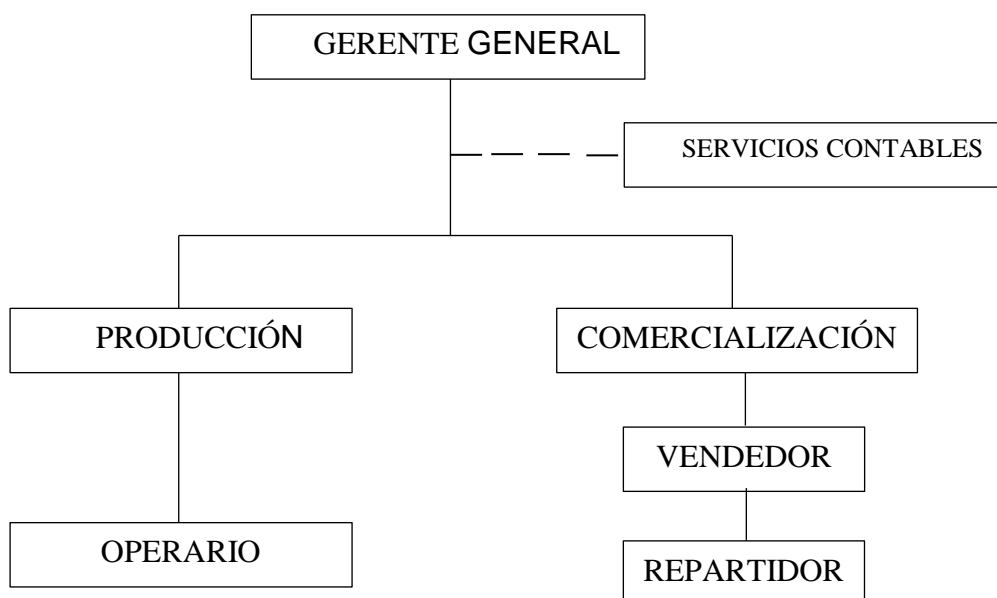 GERENTE GENERAL
SERVICIOS CONTABLES
PRODUCCIÓN
COMERCIALIZACIÓN
VENDEDOR
OPERARIO
REPARTIDOR